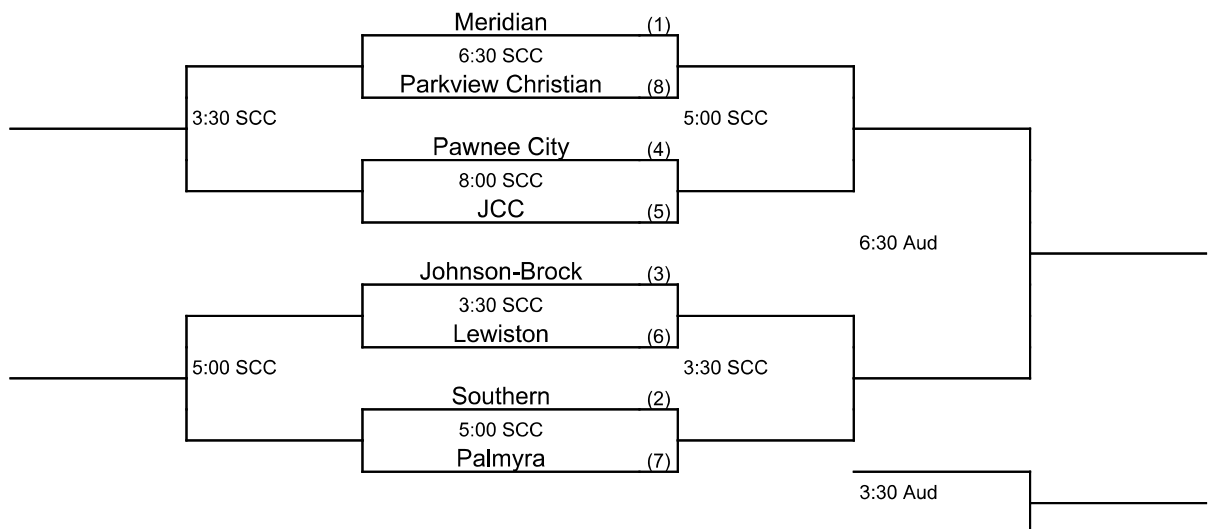 Meridian (1)
6:30 SCC
Parkview Christian (8)
3:30 SCC
5:00 SCC
Pawnee City (4)
8:00 SCC
JCC (5)
6:30 Aud
Johnson-Brock (3)
3:30 SCC
Lewiston (6)
5:00 SCC
3:30 SCC
Southern (2)
5:00 SCC
Palmyra (7)
3:30 Aud